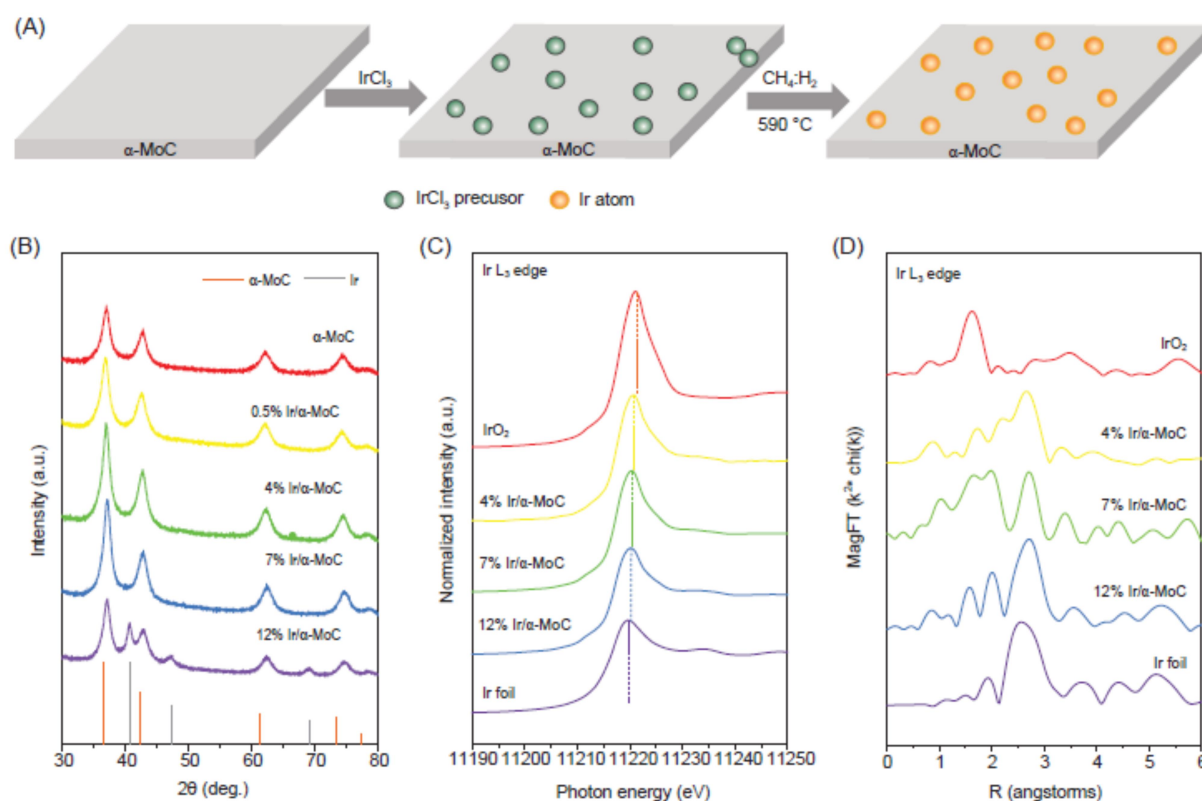 (A)
IrCl₃
CH₄:H₂
590 °C
α-MoC
α-MoC
α-MoC
IrCl₃ precusor
Ir atom
(B)
α-MoC
Ir
α-MoC
0.5% Ir/α-MoC
4% Ir/α-MoC
7% Ir/α-MoC
12% Ir/α-MoC
Intensity (a.u.)
30 40 50 60 70 80
2θ (deg.)
(C)
Ir L₃ edge
IrO₂
4% Ir/α-MoC
7% Ir/α-MoC
12% Ir/α-MoC
Ir foil
Normalized intensity (a.u.)
11190 11200 11210 11220 11230 11240 11250
Photon energy (eV)
(D)
Ir L₃ edge
IrO₂
4% Ir/α-MoC
7% Ir/α-MoC
12% Ir/α-MoC
Ir foil
MagFT (k²* chi(k))
0 1 2 3 4 5 6
R (angstorms)